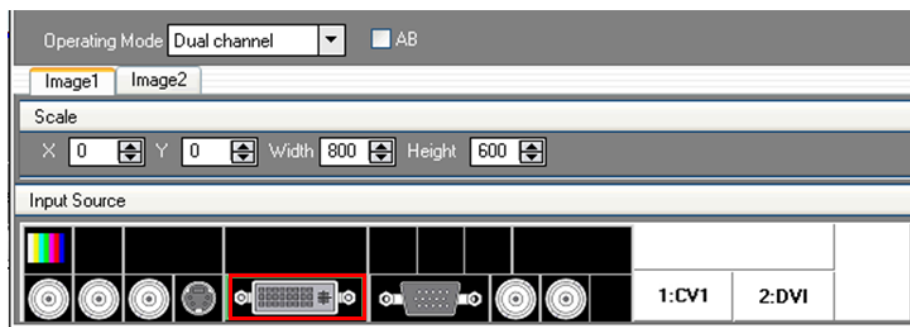 Operating Mode Dual channel AB
Image1 Image2
Scale
X 0 Y 0 Width 800 Height 600
Input Source
1:CV1 2:DVI